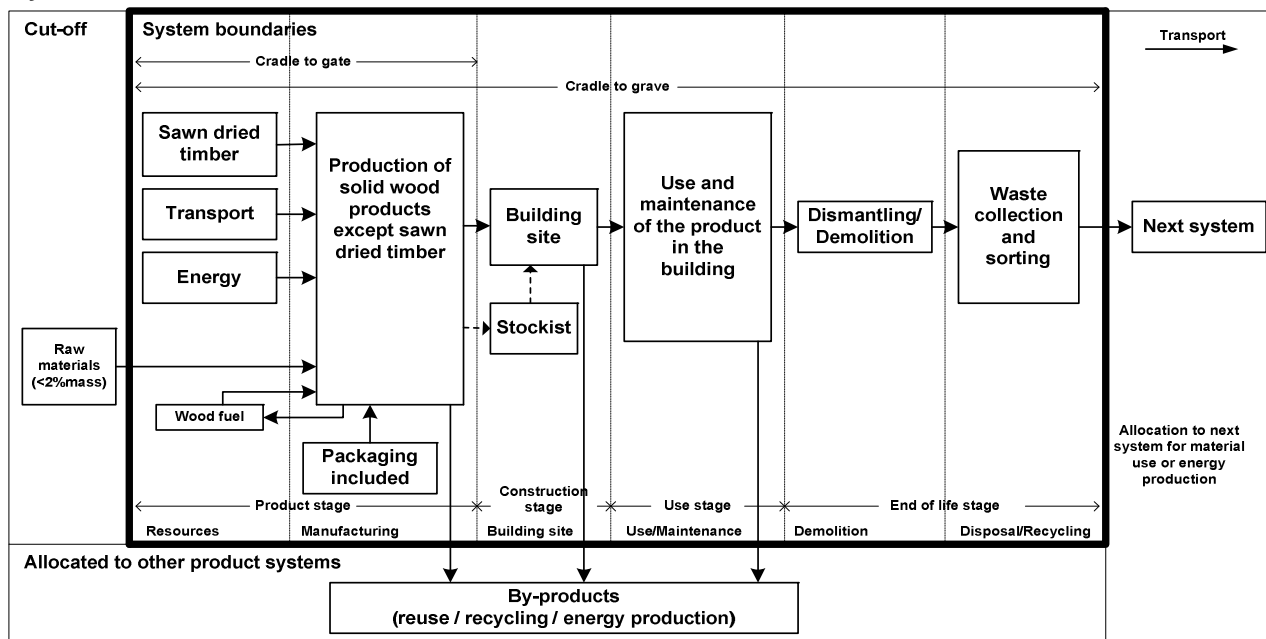 Cut-off
System boundaries
Transport
Cradle to gate
Cradle to grave
Sawn dried
timber
Transport
Energy
Raw
materials
(<2%mass)
Wood fuel
Production of
solid wood
products
except sawn
dried timber
Packaging
included
Building
site
Stockist
Use and
maintenance
of the product
in the
building
Dismantling/
Demolition
Waste
collection
and
sorting
Next system
Allocation to next
system for material
use or energy
production
Product stage
Construction
stage
Use stage
End of life stage
Resources
Manufacturing
Building site
Use/Maintenance
Demolition
Disposal/Recycling
Allocated to other product systems
By-products
(reuse / recycling / energy production)